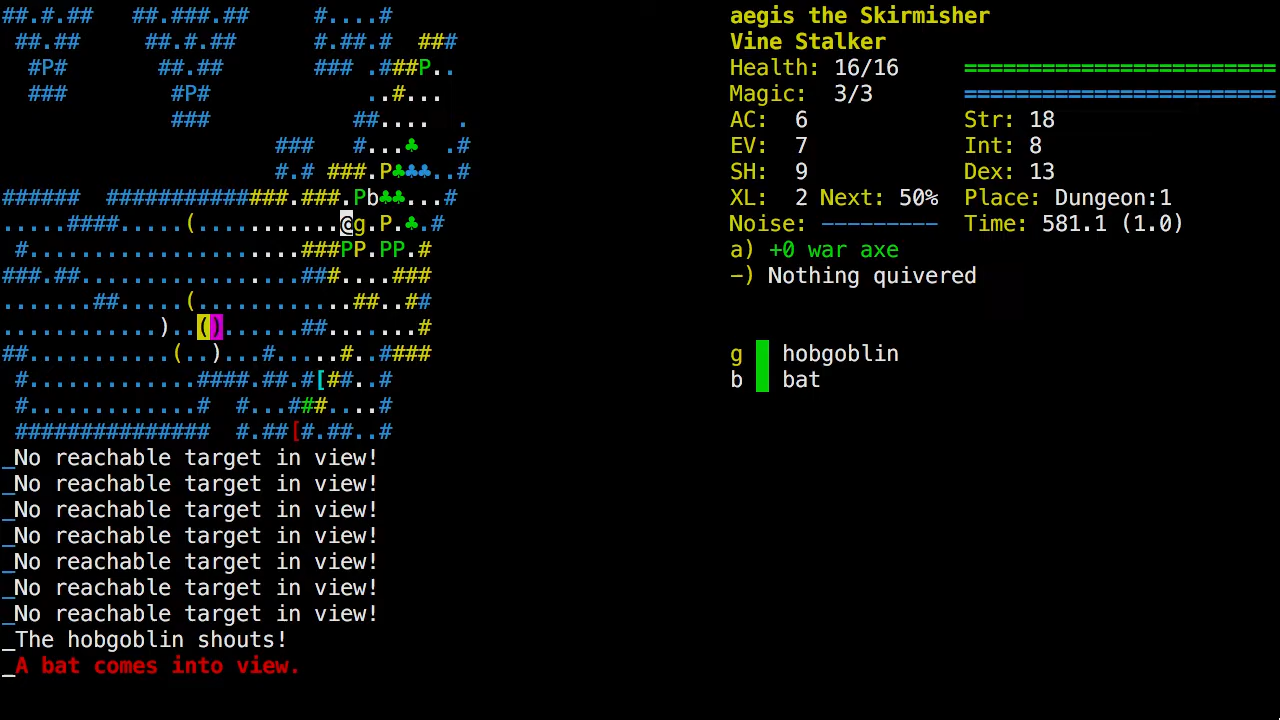 ##.#.##   ##.###.##     #....#                          aegis the Skirmisher
 ##.##     ##.#.##      #.##.#  ###                     Vine Stalker
  #P#       ##.##       ### .###P..                     Health: 16/16     ========================
  ###        #P#            ..#...                      Magic:  3/3       ========================
             ###           ##....  .                    AC:  6            Str: 18
                     ###   #...♣  .#                    EV:  7            Int: 8
                     #.# ###.P♣♣♣..#                    SH:  9            Dex: 13
######  ###########​###.###.Pb♣♣...#                     XL:  2 Next: 50%  Place: Dungeon:1
.....####.....(...........@g.P.♣.#                      Noise: ---------  Time: 581.1 (1.0)
 #.....................###PP.PP.#                       a) +0 war axe
###.##.................###....###                       -) Nothing quivered
.......##.....(............##..##
............)..()......##.......#
##...........(..)...#....#..####                        g   hobgoblin
 #.............####.##.#[##..#                          b   bat
 #.............#  #...###....#
 ###############  #.##[#.##..#
_No reachable target in view!
_No reachable target in view!
_No reachable target in view!
_No reachable target in view!
_No reachable target in view!
_No reachable target in view!
_No reachable target in view!
_The hobgoblin shouts!
_A bat comes into view.